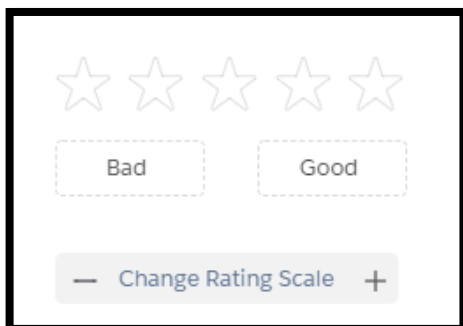 Bad Good
— Change Rating Scale +